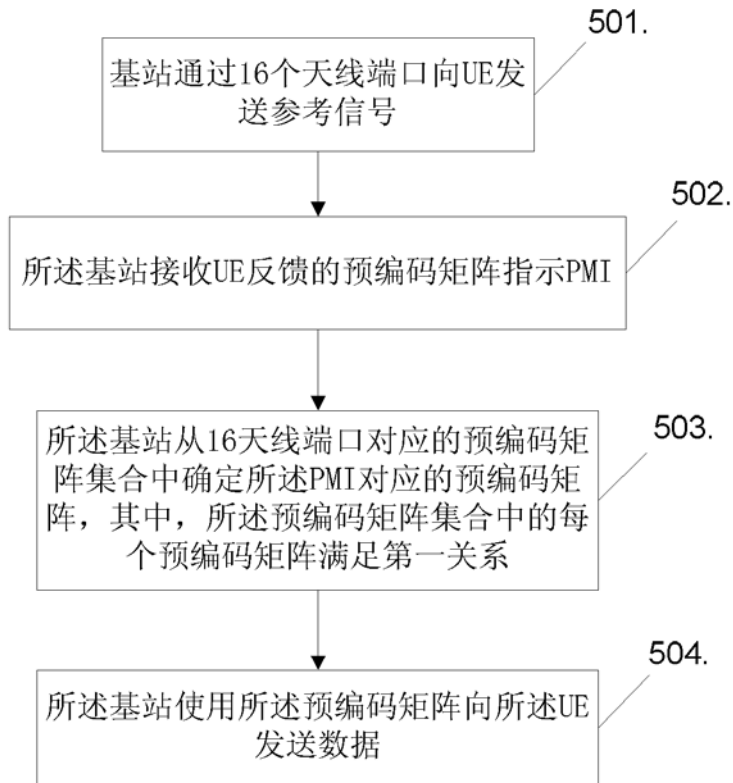 501.
基站通过16个天线端口向UE发
送参考信号
502.
所述基站接收UE反馈的预编码矩阵指示PMI
503.
所述基站从16天线端口对应的预编码矩
阵集合中确定所述PMI对应的预编码矩
阵，其中，所述预编码矩阵集合中的每
个预编码矩阵满足第一关系
504.
所述基站使用所述预编码矩阵向所述UE
发送数据